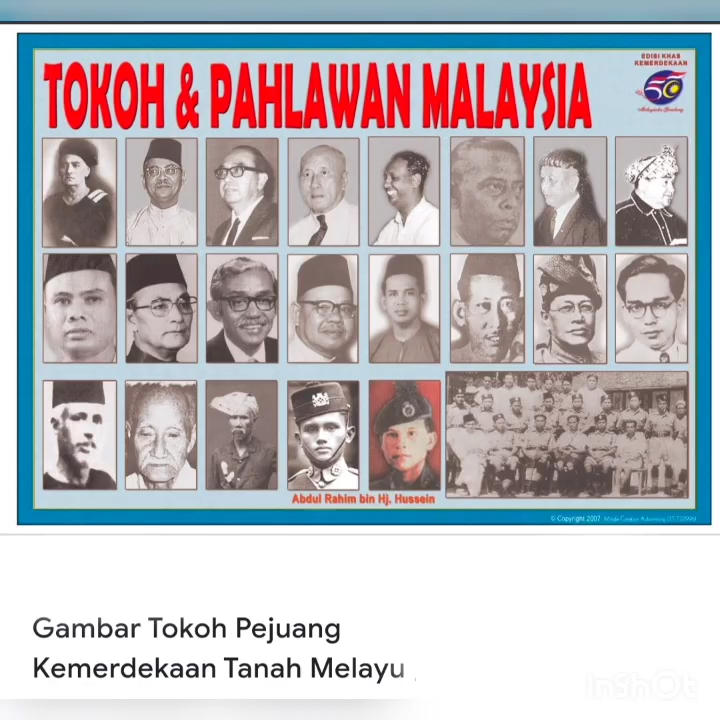 EDISI KHAS
KEMERDEKAAN
TOKOH & PAHLAWAN MALAYSIA
50
Abdul Rahim bin Hj. Hussein
© Copyright 2007
Gambar Tokoh Pejuang
Kemerdekaan Tanah Melayu
InShOt